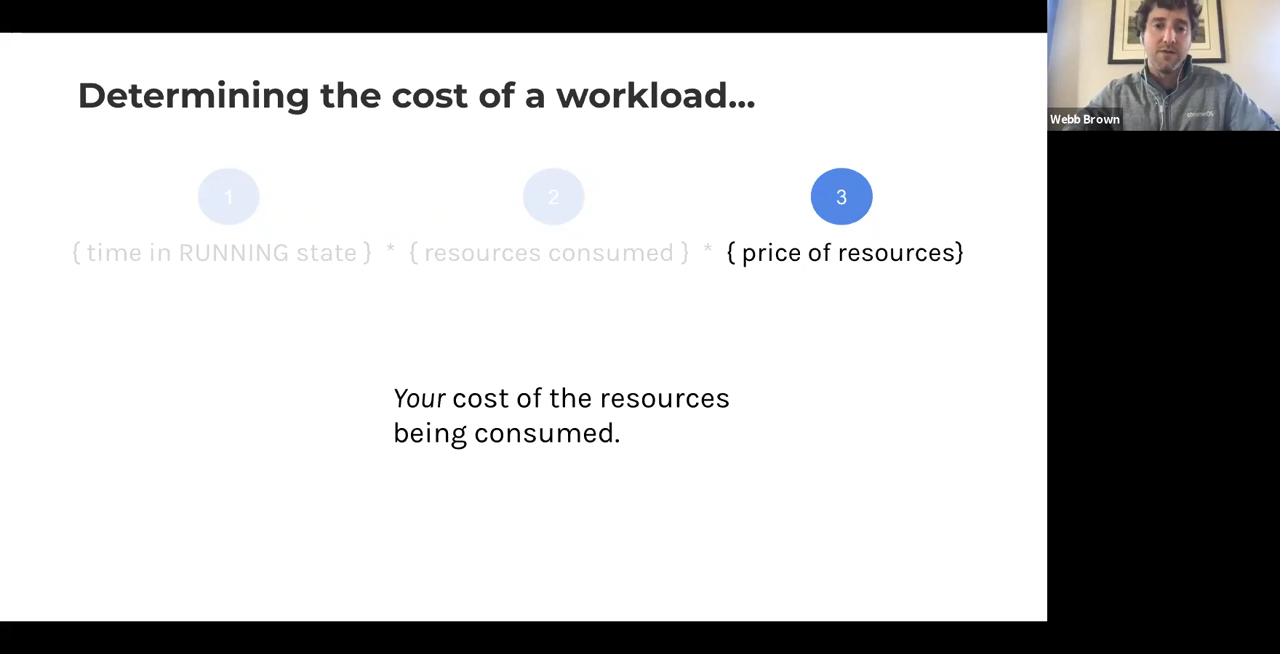 Determining the cost of a workload...
1
2
3
{ time in RUNNING state } * { resources consumed } * { price of resources}
Your cost of the resources
being consumed.
Webb Brown